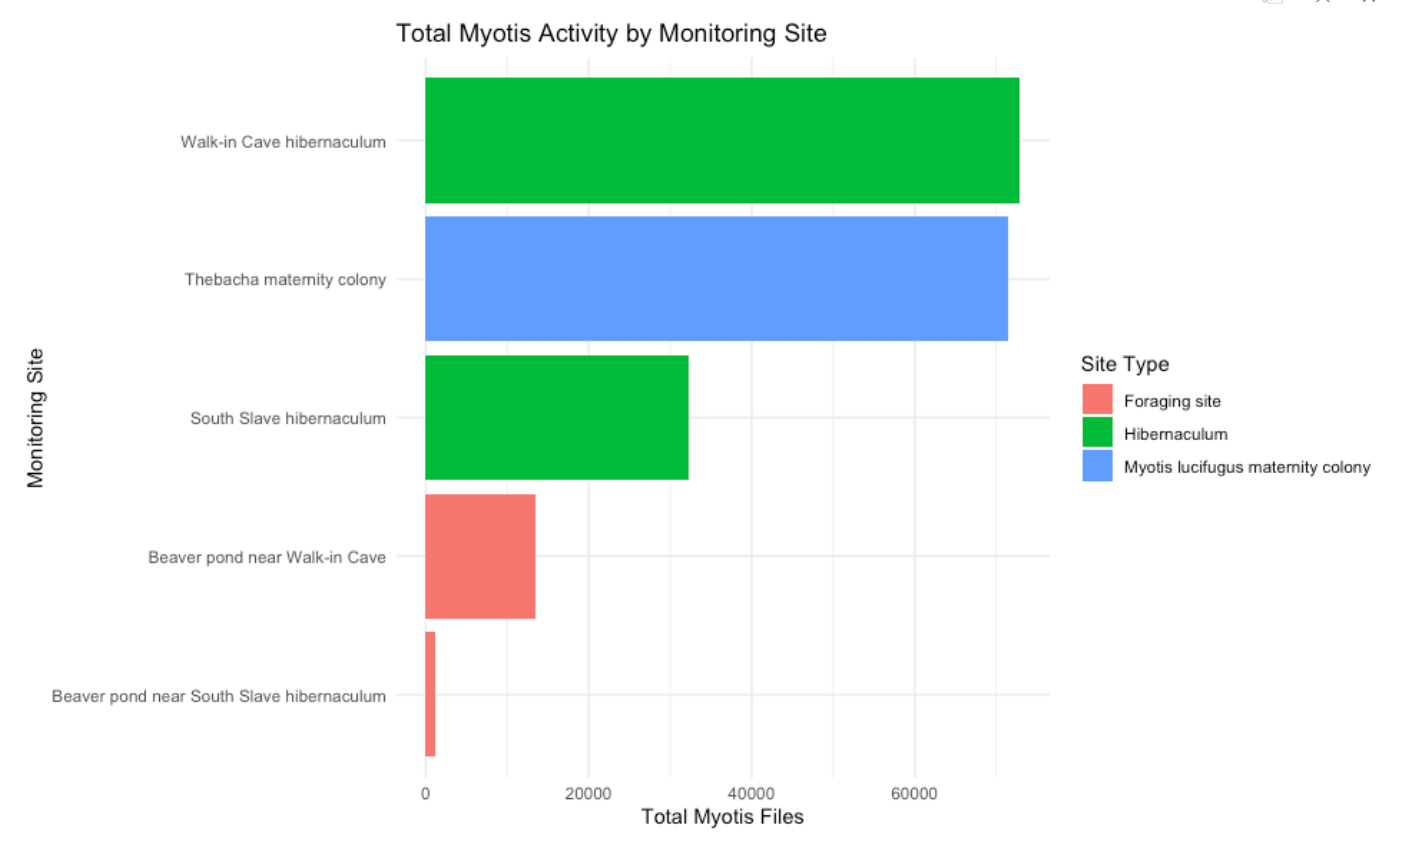 Total Myotis Activity by Monitoring Site
Walk-in Cave hibernaculum
Thebacha maternity colony
South Slave hibernaculum
Beaver pond near Walk-in Cave
Beaver pond near South Slave hibernaculum
Monitoring Site
0 20000 40000 60000
Total Myotis Files
Site Type
Foraging site
Hibernaculum
Myotis lucifugus maternity colony